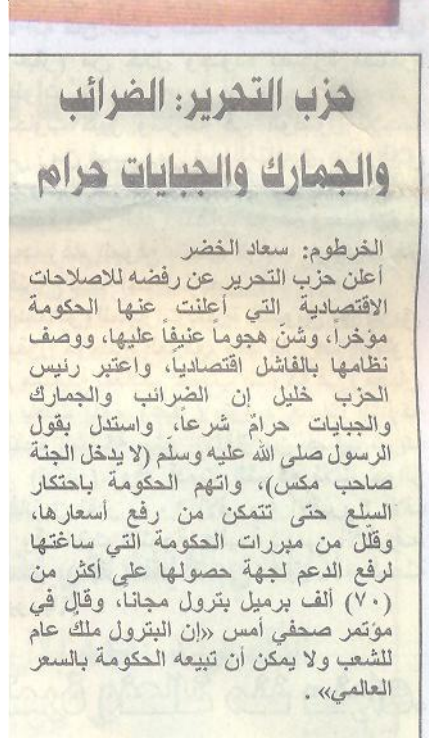 حزب التحرير: الضرائب
والجمارك والجبايات حرام
الخرطوم: سعاد الخضر
أعلن حزب التحرير عن رفضه للاصلاحات
الاقتصادية التي أعلنت عنها الحكومة
مؤخراً، وشنّ هجوماً عنيفاً عليها، ووصف
نظامها بالفاشل اقتصادياً، واعتبر رئيس
الحزب خليل إن الضرائب والجمارك
والجبايات حرامٌ شرعاً، واستدل بقول
الرسول صلى الله عليه وسلّم (لا يدخل الجنة
صاحب مكس)، واتهم الحكومة باحتكار
السلع حتى تتمكن من رفع أسعارها،
وقلّل من مبررات الحكومة التي ساغتها
لرفع الدعم لجهة حصولها على أكثر من
(٧٠) ألف برميل بترول مجانا، وقال في
مؤتمر صحفي أمس «إن البترول ملك عام
للشعب ولا يمكن أن تبيعه الحكومة بالسعر
العالمي» .